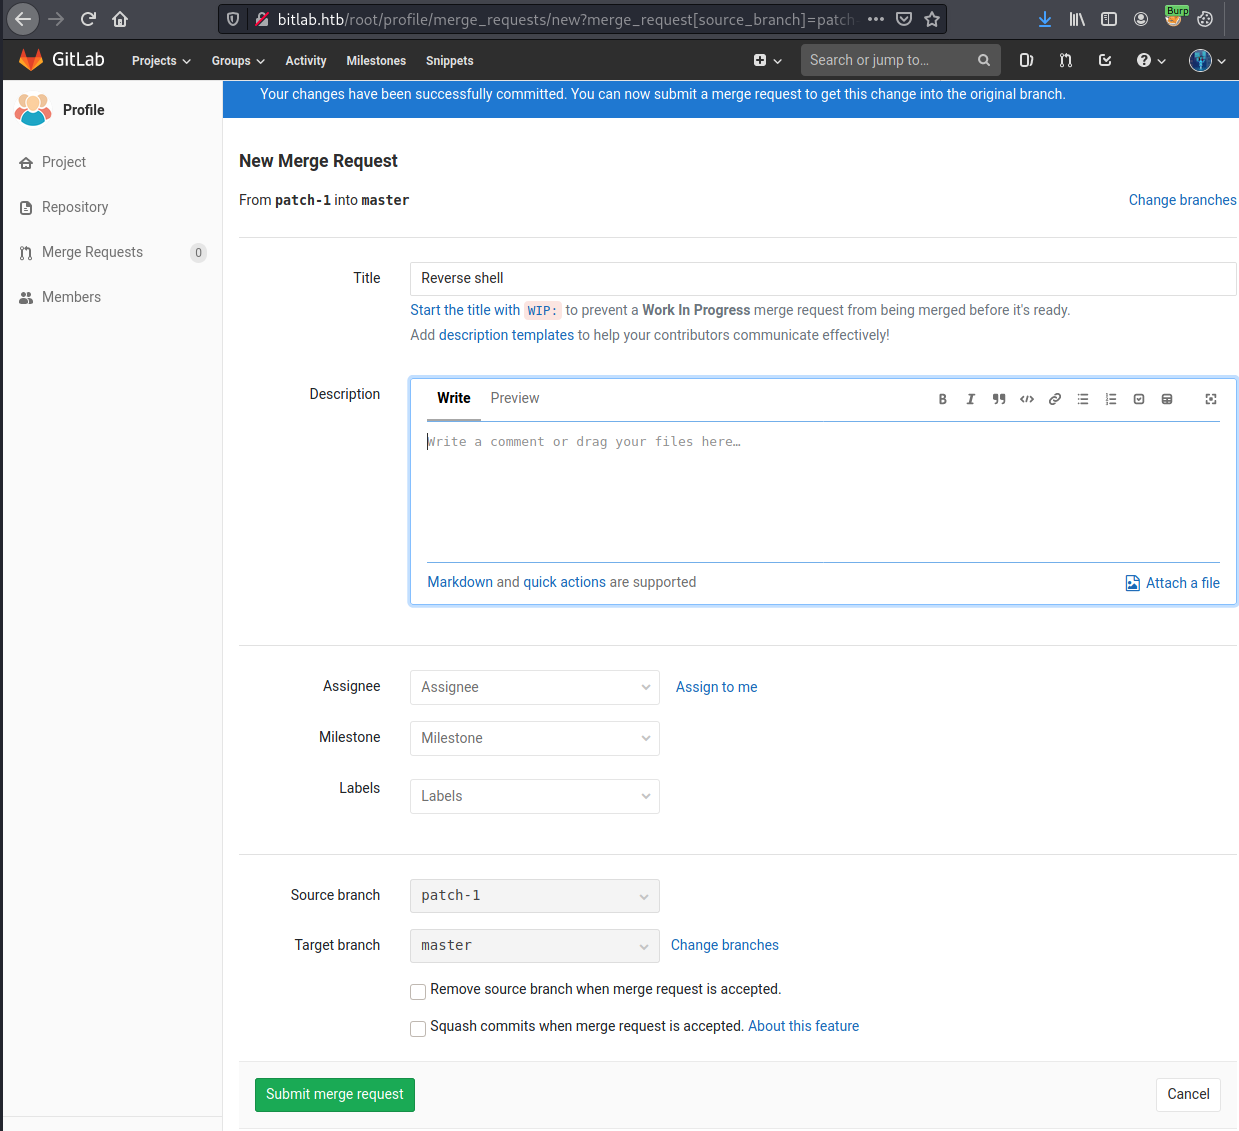 bitlab.htb/root/profile/merge_requests/new?merge_request[source_branch]=patch-
Burp
GitLab Projects Groups Activity Milestones Snippets Search or jump to...
Profile
Your changes have been successfully committed. You can now submit a merge request to get this change into the original branch.
Project
Repository
Merge Requests 0
Members
New Merge Request
From patch-1 into master Change branches
Title Reverse shell
Start the title with WIP: to prevent a Work In Progress merge request from being merged before it's ready.
Add description templates to help your contributors communicate effectively!
Description Write Preview
Write a comment or drag your files here…
Markdown and quick actions are supported Attach a file
Assignee Assignee Assign to me
Milestone Milestone
Labels Labels
Source branch patch-1
Target branch master Change branches
Remove source branch when merge request is accepted.
Squash commits when merge request is accepted. About this feature
Submit merge request Cancel